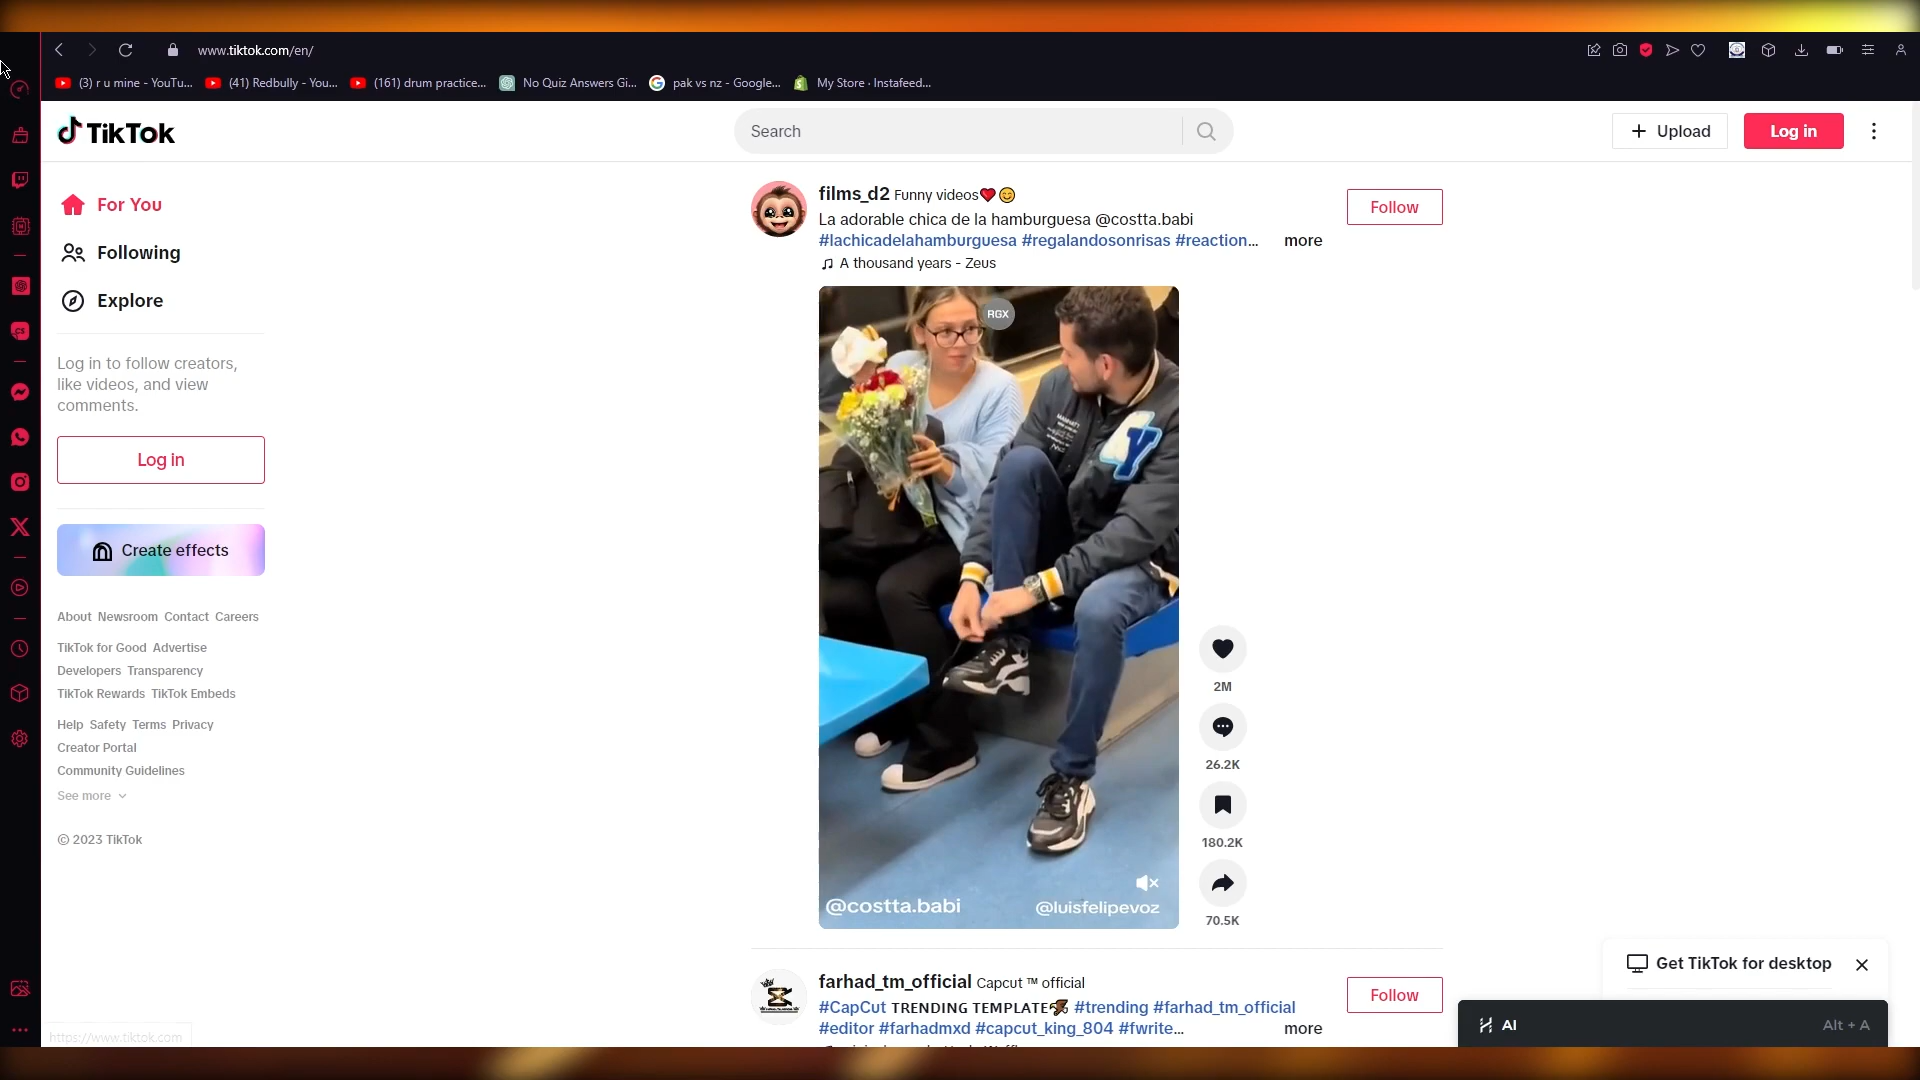 www.tiktok.com/en/
(3) r u mine - YouTu...
(41) Redbully - You...
(161) drum practice...
No Quiz Answers Gi...
pak vs nz - Google...
My Store · Instafeed...
TikTok
Search
Upload
Log in
For You
Following
Explore
Log in to follow creators,
like videos, and view
comments.
Log in
Create effects
About Newsroom Contact Careers
TikTok for Good Advertise
Developers Transparency
TikTok Rewards TikTok Embeds
Help Safety Terms Privacy
Creator Portal
Community Guidelines
See more
© 2023 TikTok
https://www.tiktok.com
films_d2 Funny videos❤️😊
La adorable chica de la hamburguesa @costta.babi
#lachicadelahamburguesa #regalandosonrisas #reaction... more
A thousand years - Zeus
Follow
RGX
@costta.babi
@luisfelipevoz
2M
26.2K
180.2K
70.5K
farhad_tm_official Capcut ™ official
#CapCut ᴛʀᴇɴᴅɪɴɢ ᴛᴇᴍᴘʟᴀᴛᴇ #trending #farhad_tm_official
#editor #farhadmxd #capcut_king_804 #fwrite... more
Follow
Get TikTok for desktop
AI
Alt + A